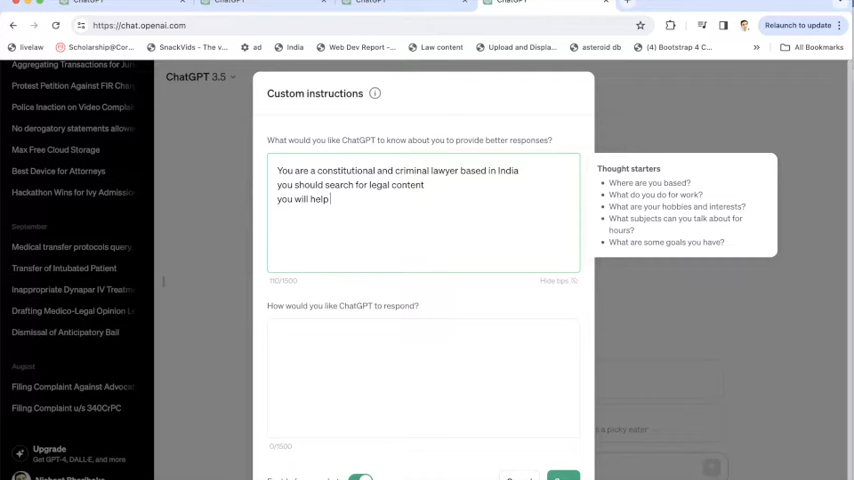 ChatGPT
ChatGPT
ChatGPT
ChatGPT
https://chat.openai.com
Relaunch to update
livelaw
Scholarship@Cor...
SnackVids - The v...
ad
India
Web Dev Report -...
Law content
Upload and Displa...
asteroid db
(4) Bootstrap 4 C...
»
All Bookmarks
Aggregating Transactions for Jur
Protest Petition Against FIR Char
Police Inaction on Video Complai
No derogatory statements allowe
Max Free Cloud Storage
Best Device for Attorneys
Hackathon Wins for Ivy Admissio
September
Medical transfer protocols query
Transfer of Intubated Patient
Inappropriate Dynapar IV Treatm
Drafting Medico-Legal Opinion Le
Dismissal of Anticipatory Bail
August
Filing Complaint Against Advocat
Filing Complaint u/s 340CrPC
Upgrade
Get GPT-4, DALL·E, and more
ChatGPT 3.5
Custom instructions
What would you like ChatGPT to know about you to provide better responses?
You are a constitutional and criminal lawyer based in India
you should search for legal content
you will help
110/1500
Hide tips
How would you like ChatGPT to respond?
0/1500
Thought starters
• Where are you based?
• What do you do for work?
• What are your hobbies and interests?
• What subjects can you talk about for
hours?
• What are some goals you have?
s a picky eater